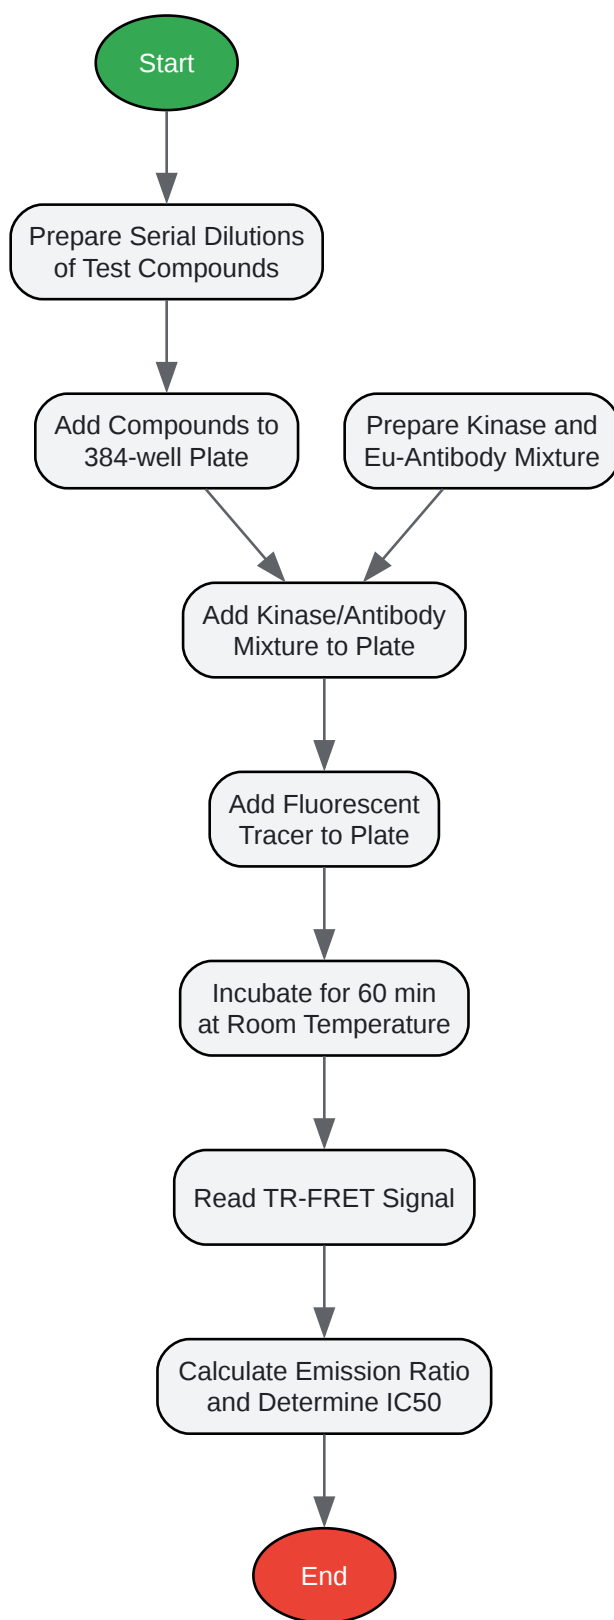 Start
Prepare Serial Dilutions
of Test Compounds
Add Compounds to
384-well Plate
Prepare Kinase and
Eu-Antibody Mixture
Add Kinase/Antibody
Mixture to Plate
Add Fluorescent
Tracer to Plate
Incubate for 60 min
at Room Temperature
Read TR-FRET Signal
Calculate Emission Ratio
and Determine IC50
End